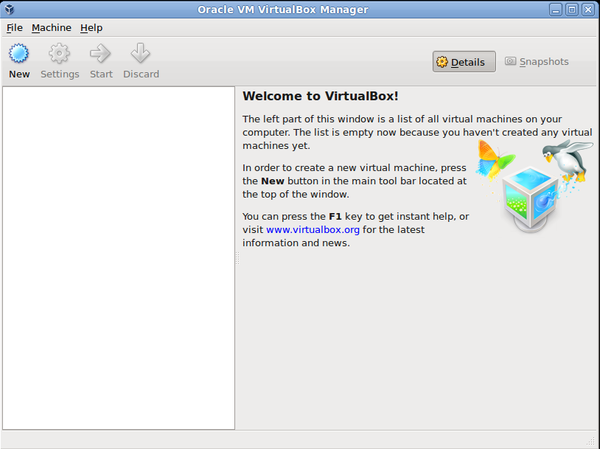 Oracle VM VirtualBox Manager
File Machine Help
New Settings Start Discard
Details Snapshots
Welcome to VirtualBox!
The left part of this window is a list of all virtual machines on your
computer. The list is empty now because you haven't created any virtual
machines yet.
In order to create a new virtual machine, press
the New button in the main tool bar located at
the top of the window.
You can press the F1 key to get instant help, or
visit www.virtualbox.org for the latest
information and news.